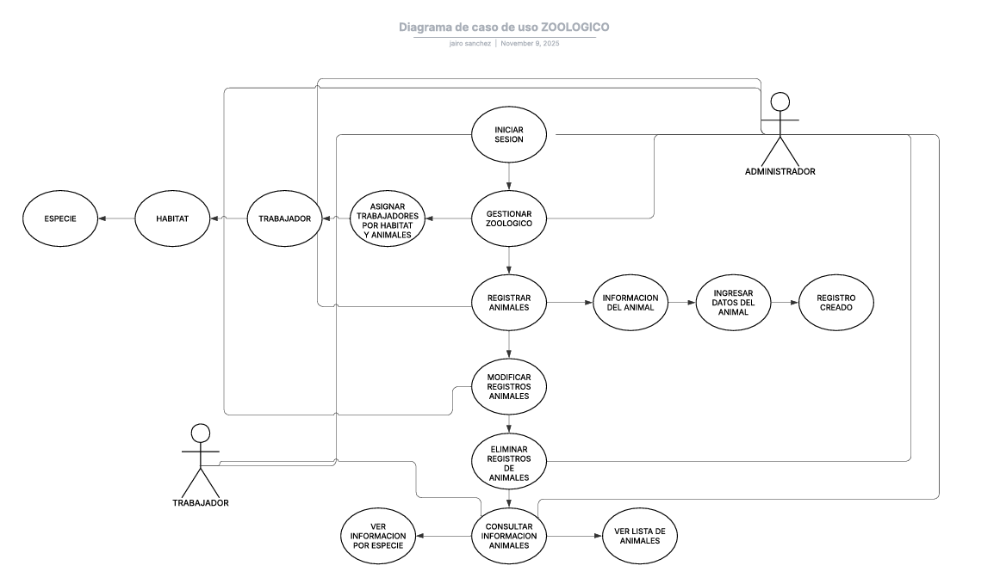 Diagrama de caso de uso ZOOLOGICO
jairo sanchez | November 9, 2025
INICIAR
SESION
ADMINISTRADOR
ESPECIE
HABITAT
TRABAJADOR
ASIGNAR
TRABAJADORES
POR HABITAT
Y ANIMALES
GESTIONAR
ZOOLOGICO
REGISTRAR
ANIMALES
INFORMACION
DEL ANIMAL
INGRESAR
DATOS DEL
ANIMAL
REGISTRO
CREADO
MODIFICAR
REGISTROS
ANIMALES
ELIMINAR
REGISTROS
DE
ANIMALES
TRABAJADOR
VER
INFORMACION
POR ESPECIE
CONSULTAR
INFORMACION
ANIMALES
VER LISTA DE
ANIMALES